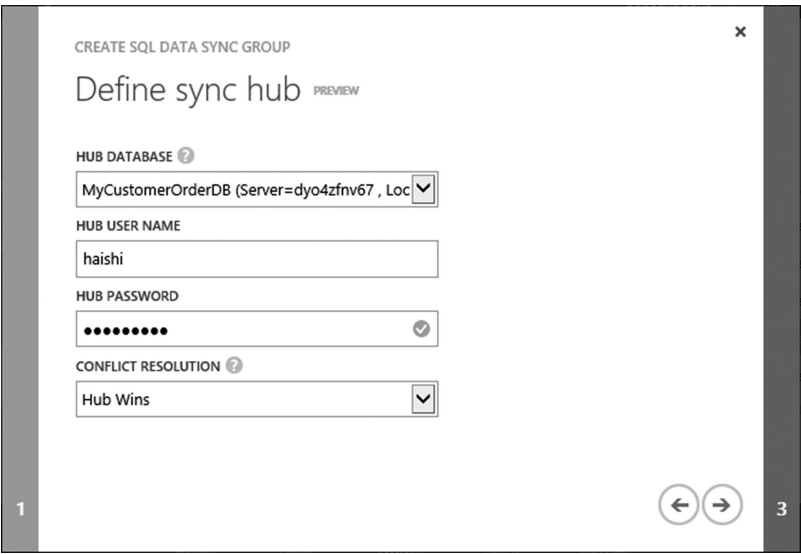 CREATE SQL DATA SYNC GROUP
Define sync hub PREVIEW
HUB DATABASE ?
MyCustomerOrderDB (Server=dyo4zfnv67 , Loc
HUB USER NAME
haishi
HUB PASSWORD
●●●●●●●●●
CONFLICT RESOLUTION ?
Hub Wins
1
3